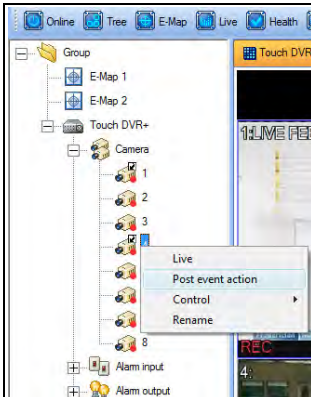 Online Tree E-Map Live Health
Group
Touch DVR
E-Map 1
E-Map 2
Touch DVR+
Camera
1:LIVE FEE
1
2
3
4
Live
Post event action
Control
Rename
8
REC
4:
Alarm input
Alarm output